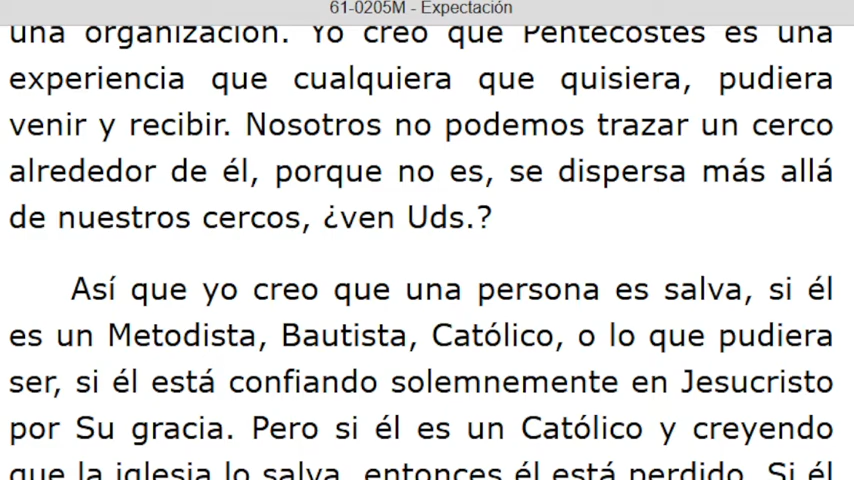 61-0205M - Expectación
una organización. Yo creo que Pentecostés es una
experiencia que cualquiera que quisiera, pudiera
venir y recibir. Nosotros no podemos trazar un cerco
alrededor de él, porque no es, se dispersa más allá
de nuestros cercos, ¿ven Uds.?
Así que yo creo que una persona es salva, si él
es un Metodista, Bautista, Católico, o lo que pudiera
ser, si él está confiando solemnemente en Jesucristo
por Su gracia. Pero si él es un Católico y creyendo
que la iglesia lo salva, entonces él está perdido. Si él